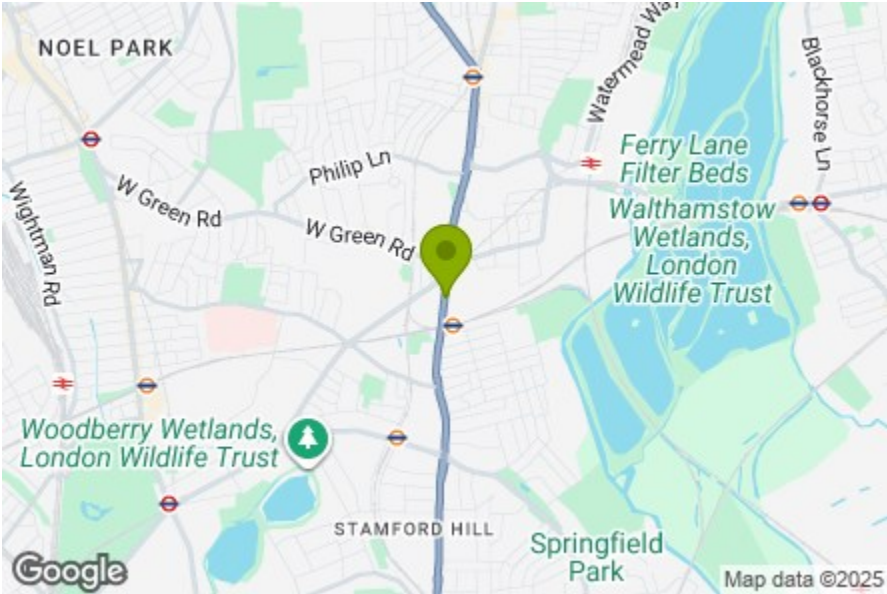 NOEL PARK
Watermead Way
Blackhorse Ln
Philip Ln
Ferry Lane
Filter Beds
W Green Rd
Wightman Rd
W Green Rd
Walthamstow
Wetlands,
London
Wildlife Trust
Woodberry Wetlands,
London Wildlife Trust
STAMFORD HILL
Springfield
Park
Google
Map data ©2025